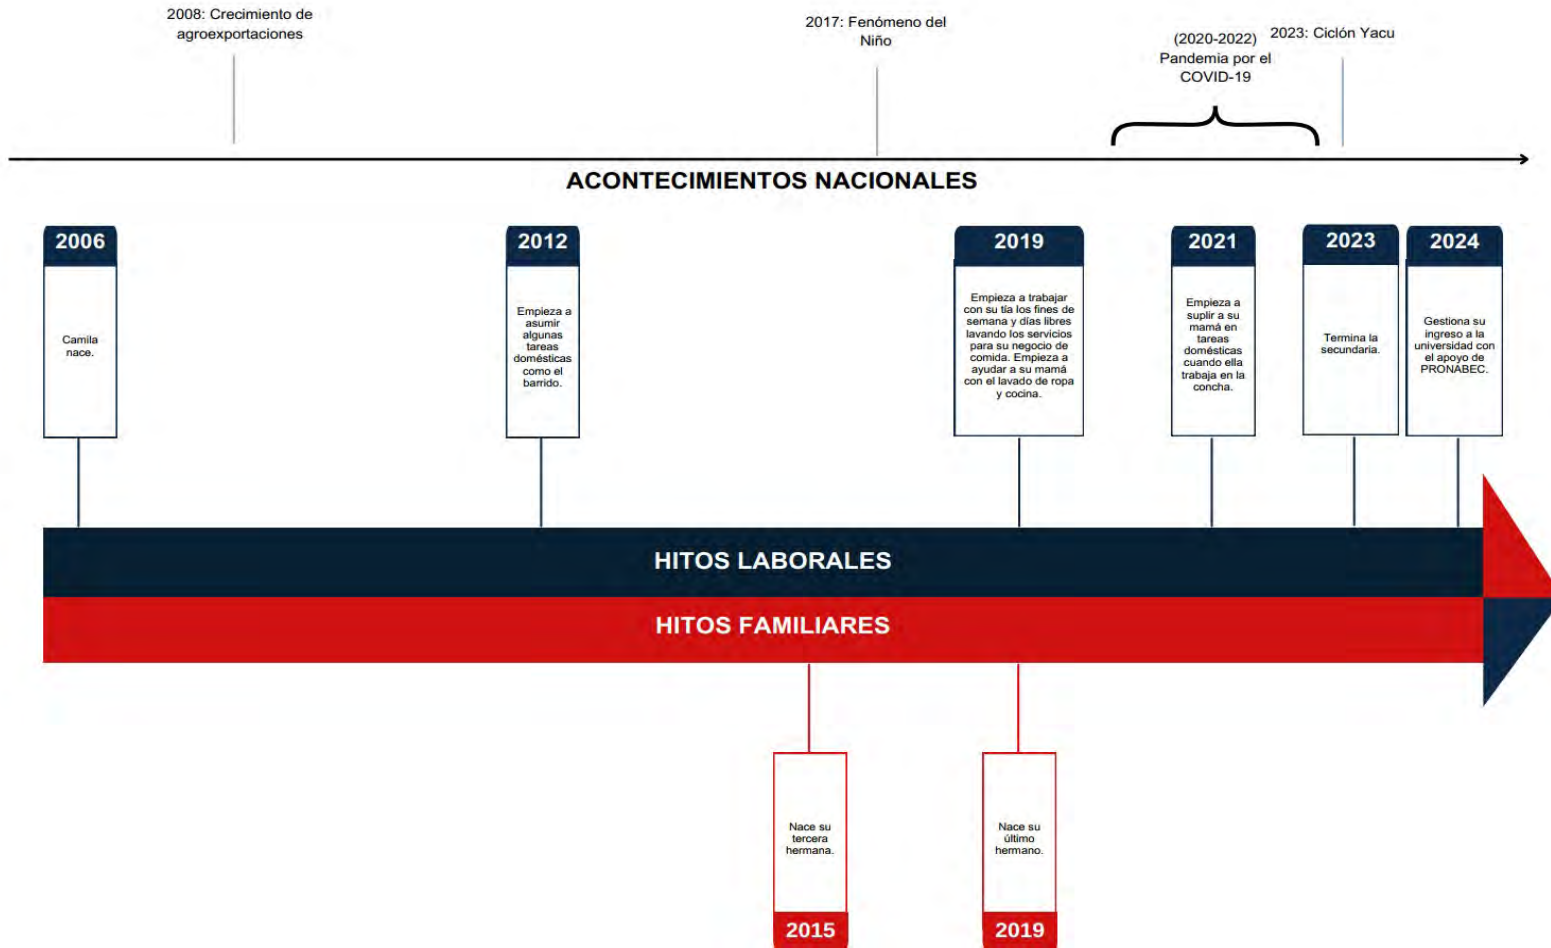 2008: Crecimiento de
agroexportaciones
2017: Fenómeno del
Niño
(2020-2022)
Pandemia por el
COVID-19
2023: Ciclón Yacu
ACONTECIMIENTOS NACIONALES
2006
Camila
nace.
2012
Empieza a
asumir
algunas
tareas
domésticas
como el
barrido.
2019
Empieza a trabajar
con su tía los fines de
semana y días libres
lavando los servicios
para su negocio de
comida. Empieza a
ayudar a su mamá
con el lavado de ropa
y cocina.
2021
Empieza a
suplir a su
mamá en
tareas
domésticas
cuando ella
trabaja en la
concha.
2023
Termina la
secundaria.
2024
Gestiona su
ingreso a la
universidad con
el apoyo de
PRONABEC.
HITOS LABORALES
HITOS FAMILIARES
Nace su
tercera
hermana.
2015
Nace su
último
hermano.
2019